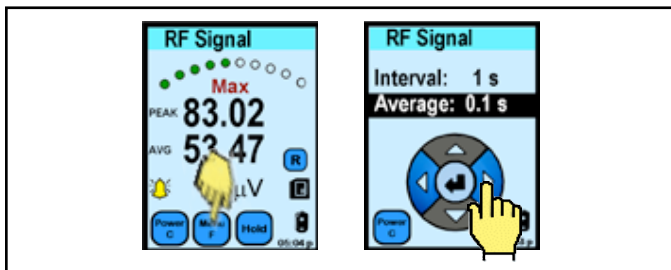 RF Signal
Max
PEAK 83.02
AVG 53.47
R
µV
Power
C
Menu
F
Hold
05:04 p
RF Signal
Interval: 1 s
Average: 0.1 s
Power
C